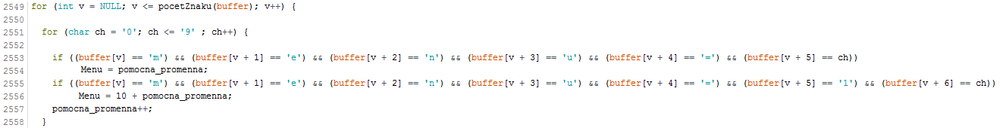 2549 for (int v = NULL; v <= pocetZnaku(buffer); v++) {
2550
2551   for (char ch = '0'; ch <= '9' ; ch++) {
2552
2553     if ((buffer[v] == 'm') && (buffer[v + 1] == 'e') && (buffer[v + 2] == 'n') && (buffer[v + 3] == 'u') && (buffer[v + 4] == '=') && (buffer[v + 5] == ch))
2554          Menu = pomocna_promenna;
2555     if ((buffer[v] == 'm') && (buffer[v + 1] == 'e') && (buffer[v + 2] == 'n') && (buffer[v + 3] == 'u') && (buffer[v + 4] == '=') && (buffer[v + 5] == '1') && (buffer[v + 6] == ch))
2556          Menu = 10 + pomocna_promenna;
2557     pomocna_promenna++;
2558   }